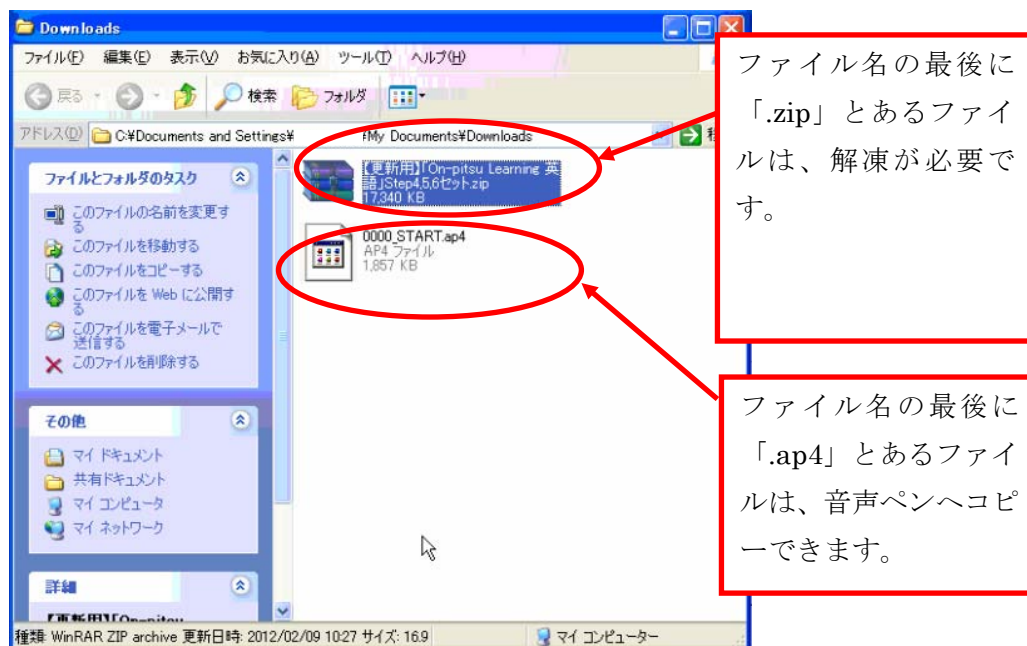 Downloads
ファイル(F) 編集(E) 表示(V) お気に入り(A) ツール(T) ヘルプ(H)
戻る 検索 フォルダ
アドレス(D) C:¥Documents and Settings¥ ¥My Documents¥Downloads
ファイルとフォルダのタスク
このファイルの名前を変更す
る
このファイルを移動する
このファイルをコピーする
このファイルを Web に公開す
る
このファイルを電子メールで
送信する
このファイルを削除する
その他
マイ ドキュメント
共有ドキュメント
マイ コンピュータ
マイ ネットワーク
詳細
【更新用】「On-pitsu
【更新用】「On-pitsu Learning 英
語」Step4,5,6セット.zip
17,340 KB
0000_START.ap4
AP4 ファイル
1,857 KB
種類: WinRAR ZIP archive 更新日時: 2012/02/09 10:27 サイズ: 16.9
マイ コンピューター
ファイル名の最後に
「.zip」とあるファイ
ルは、解凍が必要で
す。
ファイル名の最後に
「.ap4」とあるファイ
ルは、音声ペンへコピ
ーできます。